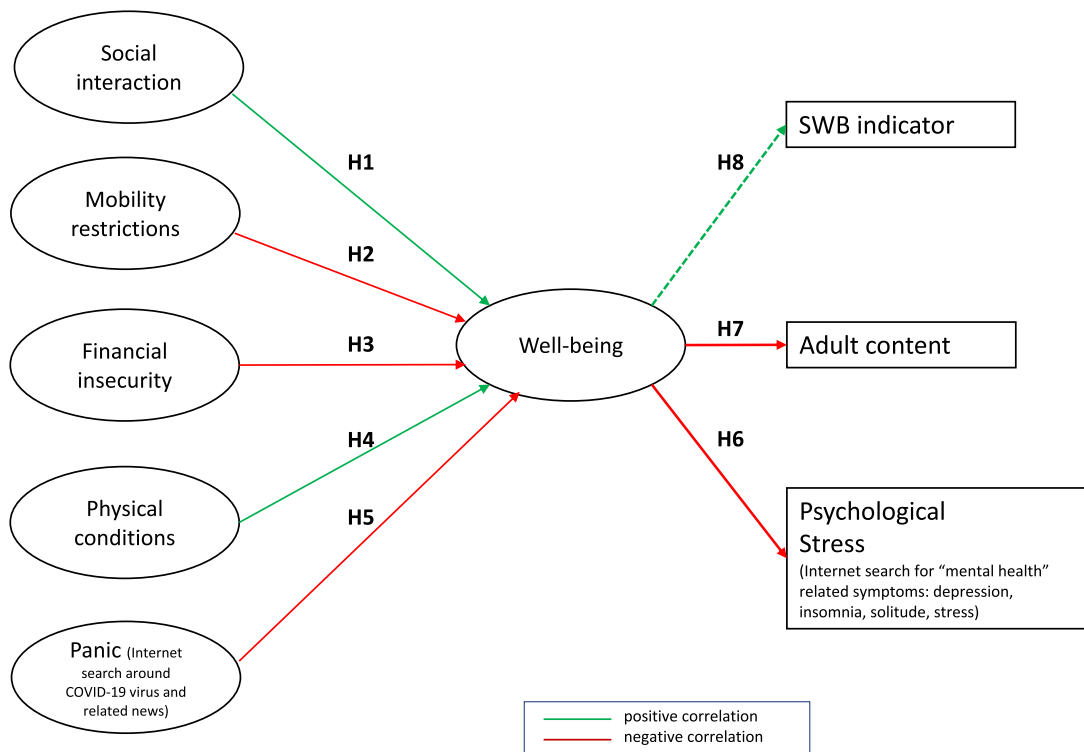 Social
interaction
Mobility
restrictions
Financial
insecurity
Physical
conditions
Panic (Internet
search around
COVID-19 virus and
related news)
H1
H2
H3
H4
H5
Well-being
H8
H7
H6
SWB indicator
Adult content
Psychological
Stress
(Internet search for “mental health”
related symptoms: depression,
insomnia, solitude, stress)
positive correlation
negative correlation